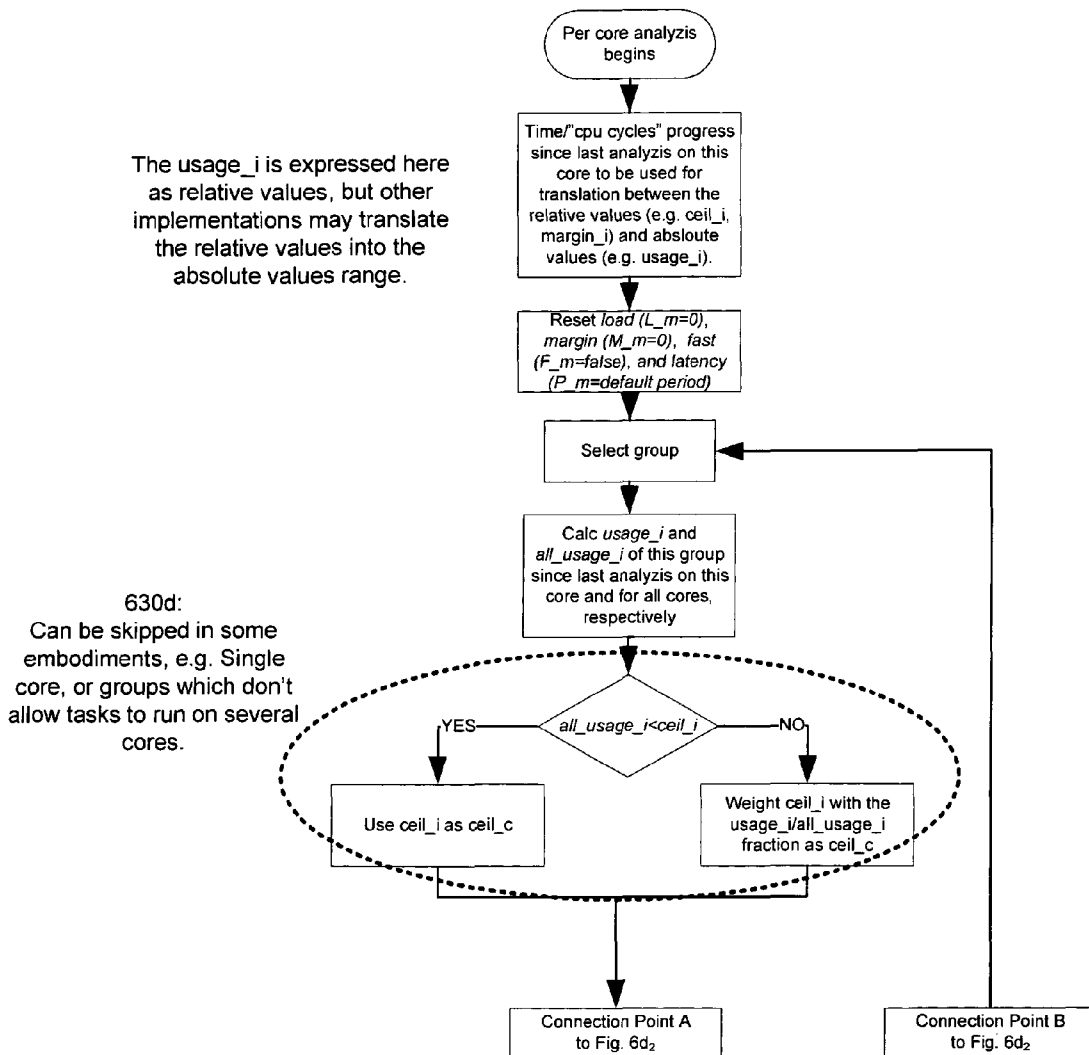 Per core analyzis
begins
Time/"cpu cycles" progress
since last analyzis on this
core to be used for
translation between the
relative values (e.g. ceil_i,
margin_i) and absloute
values (e.g. usage_i).
The usage_i is expressed here
as relative values, but other
implementations may translate
the relative values into the
absolute values range.
Reset load (L_m=0),
margin (M_m=0), fast
(F_m=false), and latency
(P_m=default period)
Select group
Calc usage_i and
all_usage_i of this group
since last analyzis on this
core and for all cores,
respectively
630d:
Can be skipped in some
embodiments, e.g. Single
core, or groups which don't
allow tasks to run on several
cores.
all_usage_i<ceil_i
YES
NO
Use ceil_i as ceil_c
Weight ceil_i with the
usage_i/all_usage_i
fraction as ceil_c
Connection Point A
to Fig. 6d₂
Connection Point B
to Fig. 6d₂